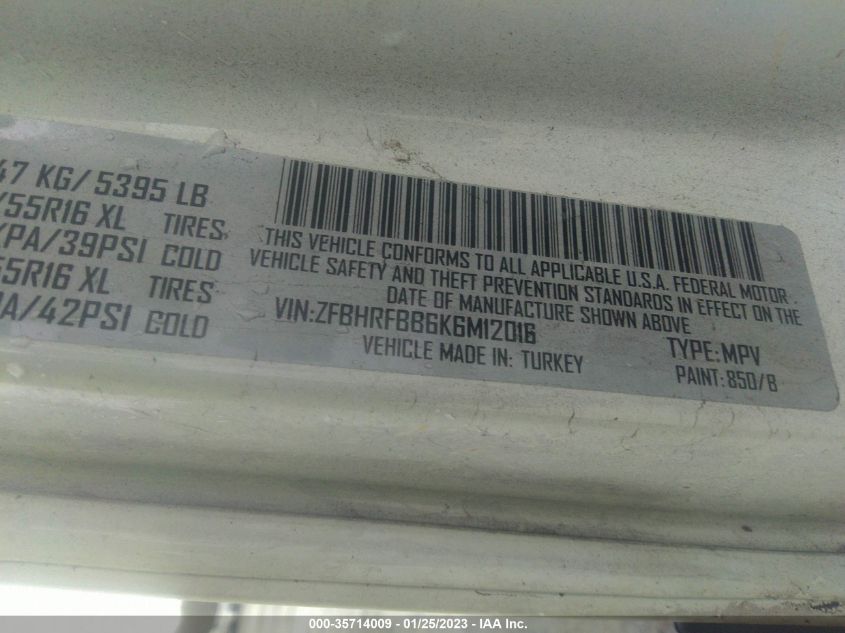 47 KG/ 5395 LB
/55R16 XL TIRES
KPA/39PSI COLD
55R16 XL TIRES
PA/42PSI COLD
THIS VEHICLE CONFORMS TO ALL APPLICABLE U.S.A. FEDERAL MOTOR
VEHICLE SAFETY AND THEFT PREVENTION STANDARDS IN EFFECT ON THE
DATE OF MANUFACTURE SHOWN ABOVE
VIN:ZFBHRFBB6K6M12016 TYPE:MPV
VEHICLE MADE IN: TURKEY PAINT:850/B
000-35714009 - 01/25/2023 - IAA Inc.